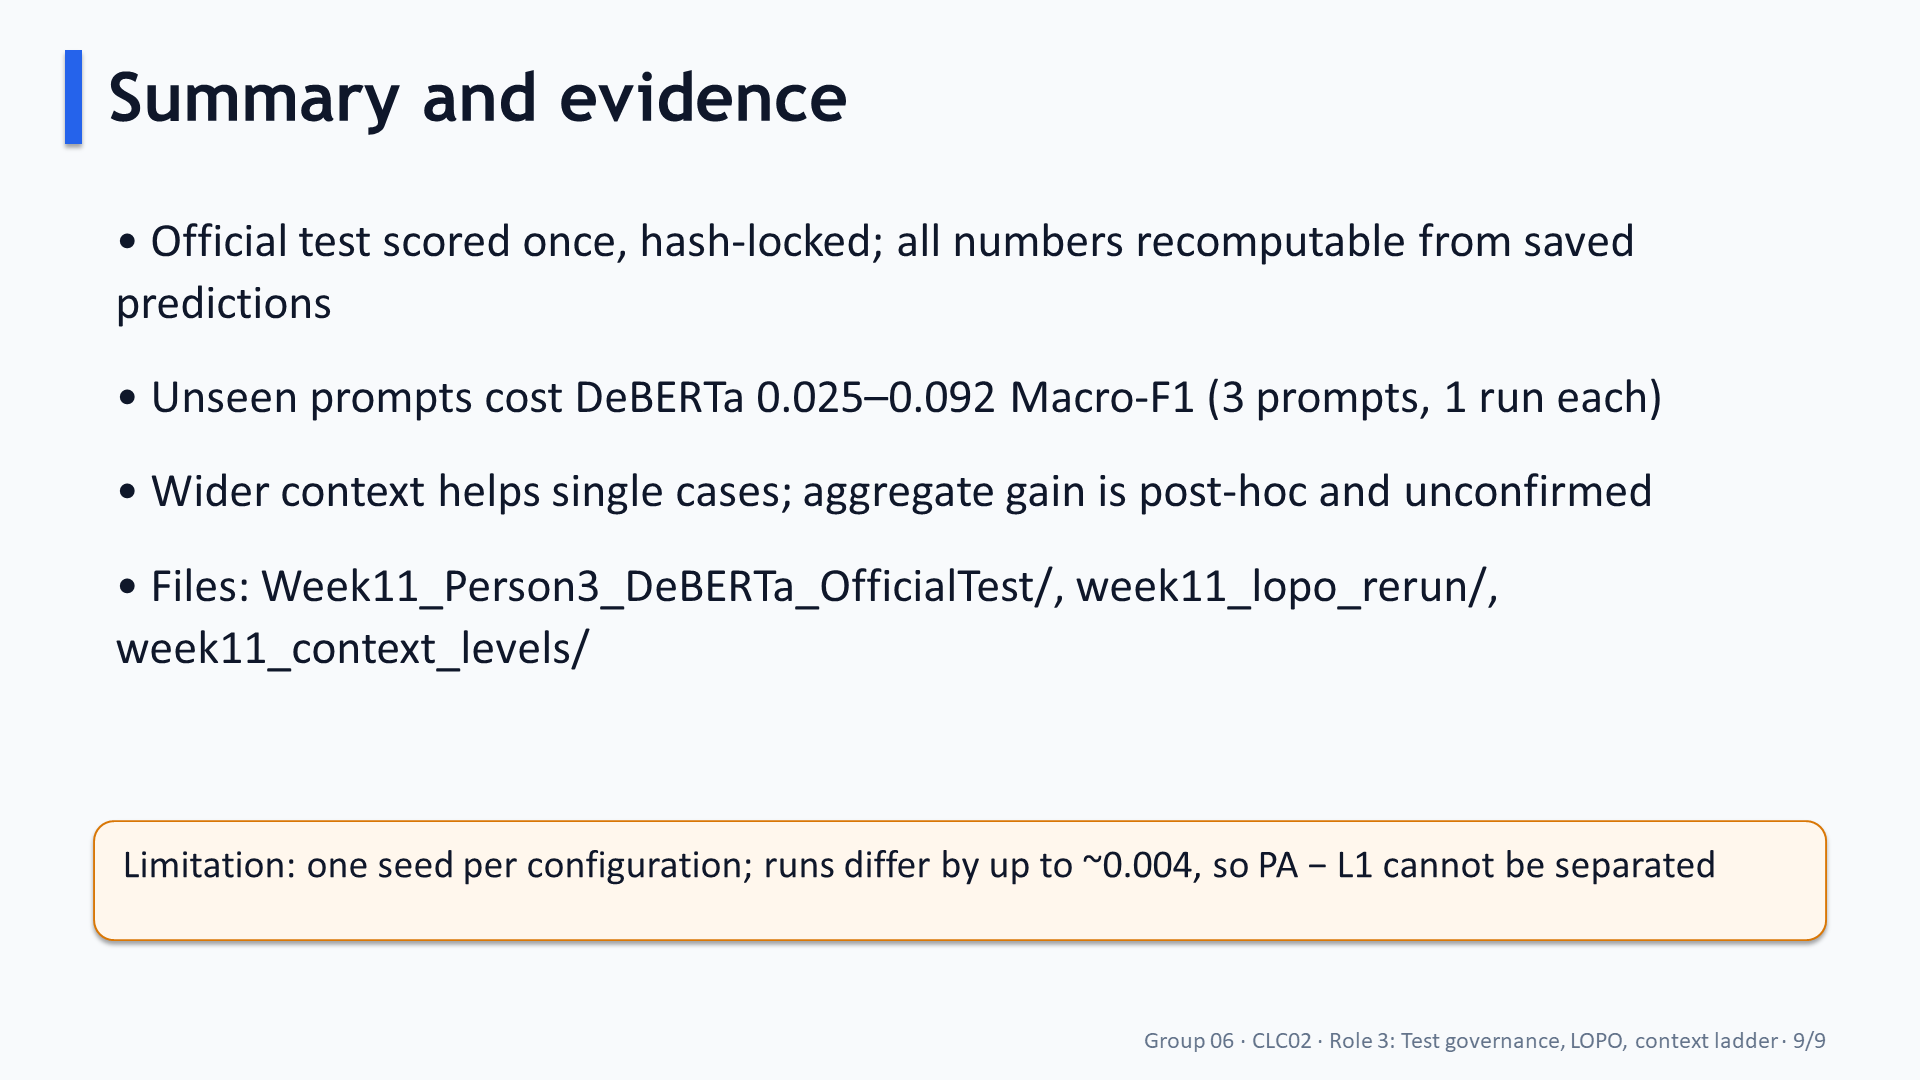 Summary and evidence
• Official test scored once, hash-locked; all numbers recomputable from saved
predictions
• Unseen prompts cost DeBERTa 0.025–0.092 Macro-F1 (3 prompts, 1 run each)
• Wider context helps single cases; aggregate gain is post-hoc and unconfirmed
• Files: Week11_Person3_DeBERTa_OfficialTest/, week11_lopo_rerun/,
week11_context_levels/
Limitation: one seed per configuration; runs differ by up to ~0.004, so PA − L1 cannot be separated
Group 06 · CLC02 · Role 3: Test governance, LOPO, context ladder · 9/9